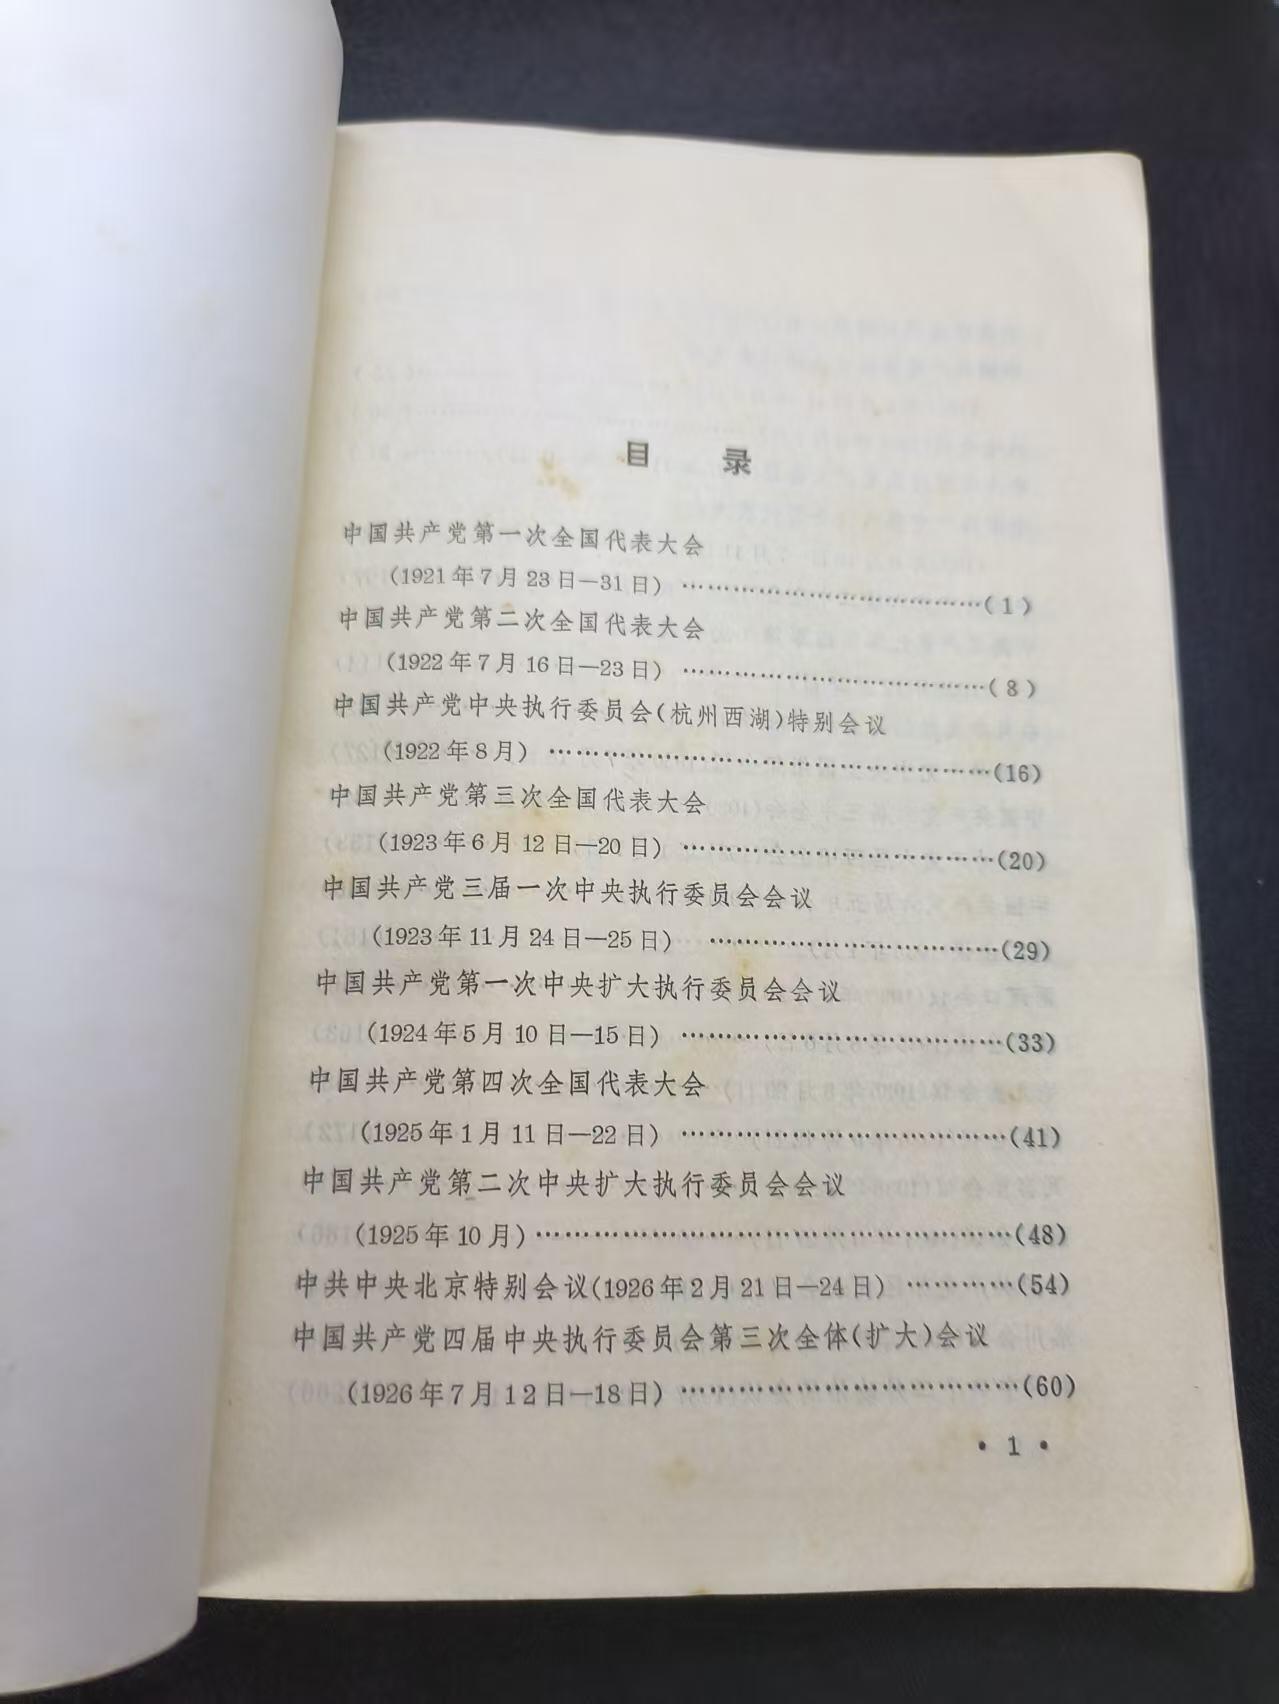 目 录
中国共产党第一次全国代表大会
(1921年7月23日—31日) ……………………………(1)
中国共产党第二次全国代表大会
(1922年7月16日—23日) ……………………………(8)
中国共产党中央执行委员会(杭州西湖)特别会议
(1922年8月) …………………………………………(16)
中国共产党第三次全国代表大会
(1923年6月12日—20日) ……………………………(20)
中国共产党三届一次中央执行委员会会议
(1923年11月24日—25日) …………………………(29)
中国共产党第一次中央扩大执行委员会会议
(1924年5月10日—15日) ……………………………(33)
中国共产党第四次全国代表大会
(1925年1月11日—22日) ……………………………(41)
中国共产党第二次中央扩大执行委员会会议
(1925年10月)…………………………………………(48)
中共中央北京特别会议(1926年2月21日—24日) …………(54)
中国共产党四届中央执行委员会第三次全体(扩大)会议
(1926年7月12日—18日) ……………………………(60)
• 1 •